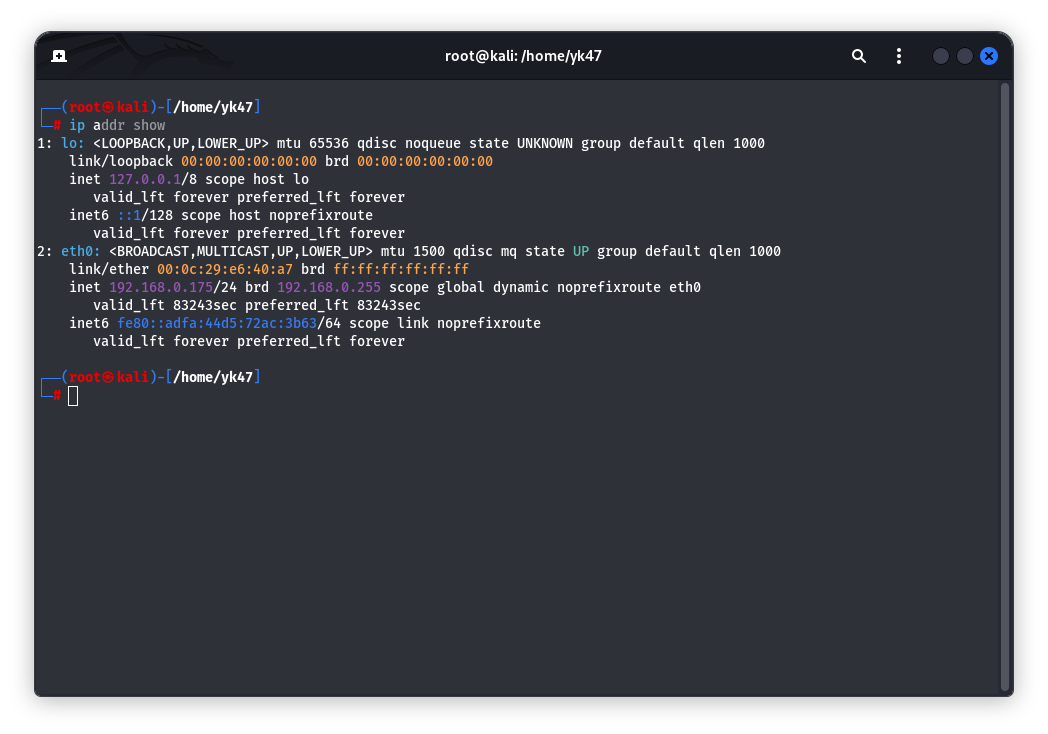 root@kali: /home/yk47
┌──(root㉿kali)-[/home/yk47]
└─# ip addr show
1: lo: <LOOPBACK,UP,LOWER_UP> mtu 65536 qdisc noqueue state UNKNOWN group default qlen 1000
    link/loopback 00:00:00:00:00:00 brd 00:00:00:00:00:00
    inet 127.0.0.1/8 scope host lo
       valid_lft forever preferred_lft forever
    inet6 ::1/128 scope host noprefixroute
       valid_lft forever preferred_lft forever
2: eth0: <BROADCAST,MULTICAST,UP,LOWER_UP> mtu 1500 qdisc mq state UP group default qlen 1000
    link/ether 00:0c:29:e6:40:a7 brd ff:ff:ff:ff:ff:ff
    inet 192.168.0.175/24 brd 192.168.0.255 scope global dynamic noprefixroute eth0
       valid_lft 83243sec preferred_lft 83243sec
    inet6 fe80::adfa:44d5:72ac:3b63/64 scope link noprefixroute
       valid_lft forever preferred_lft forever
┌──(root㉿kali)-[/home/yk47]
└─#